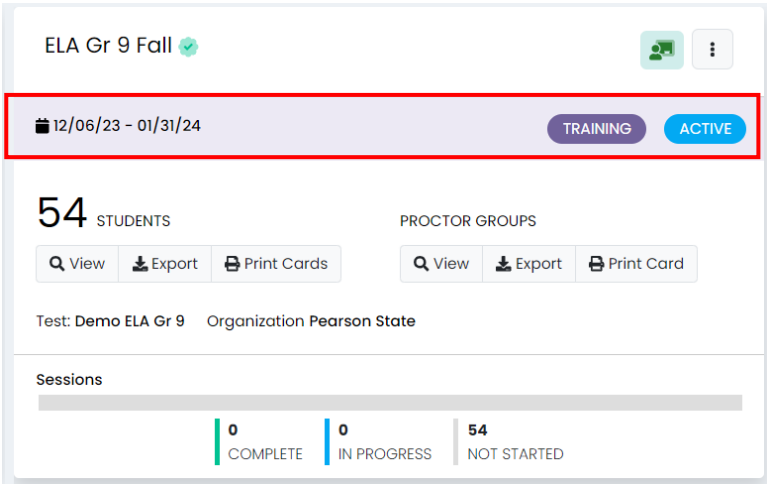 ELA Gr 9 Fall
12/06/23 - 01/31/24 TRAINING ACTIVE
54 STUDENTS PROCTOR GROUPS
View Export Print Cards View Export Print Card
Test: Demo ELA Gr 9 Organization Pearson State
Sessions
0 0 54
COMPLETE IN PROGRESS NOT STARTED